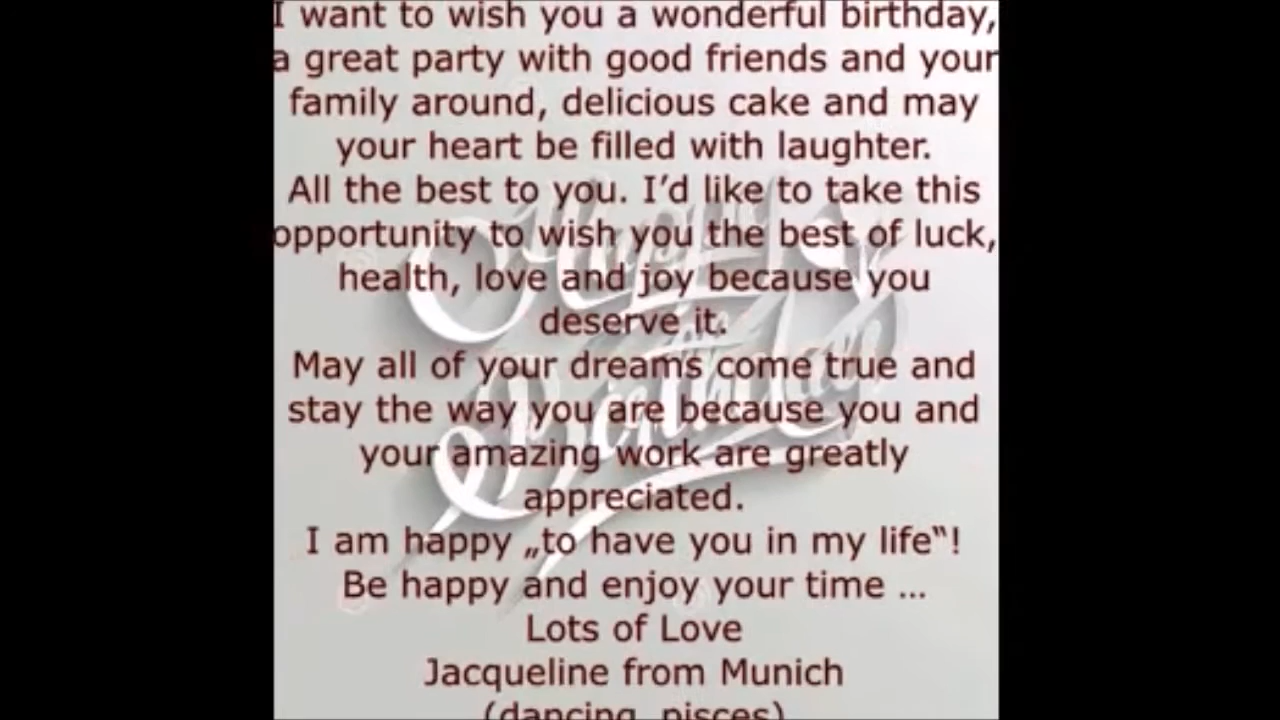 I want to wish you a wonderful birthday,
a great party with good friends and your
family around, delicious cake and may
your heart be filled with laughter.
All the best to you. I’d like to take this
opportunity to wish you the best of luck,
health, love and joy because you
deserve it.
May all of your dreams come true and
stay the way you are because you and
your amazing work are greatly
appreciated.
I am happy „to have you in my life‟!
Be happy and enjoy your time …
Lots of Love
Jacqueline from Munich
(dancing_pisces)
Happy
Birthday